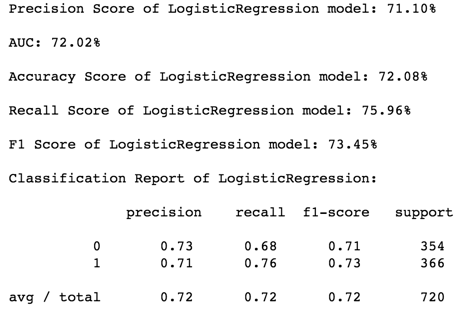 Precision Score of LogisticRegression model: 71.10%
AUC: 72.02%
Accuracy Score of LogisticRegression model: 72.08%
Recall Score of LogisticRegression model: 75.96%
F1 Score of LogisticRegression model: 73.45%
Classification Report of LogisticRegression:
precision recall f1-score support
0 0.73 0.68 0.71 354
1 0.71 0.76 0.73 366
avg / total 0.72 0.72 0.72 720